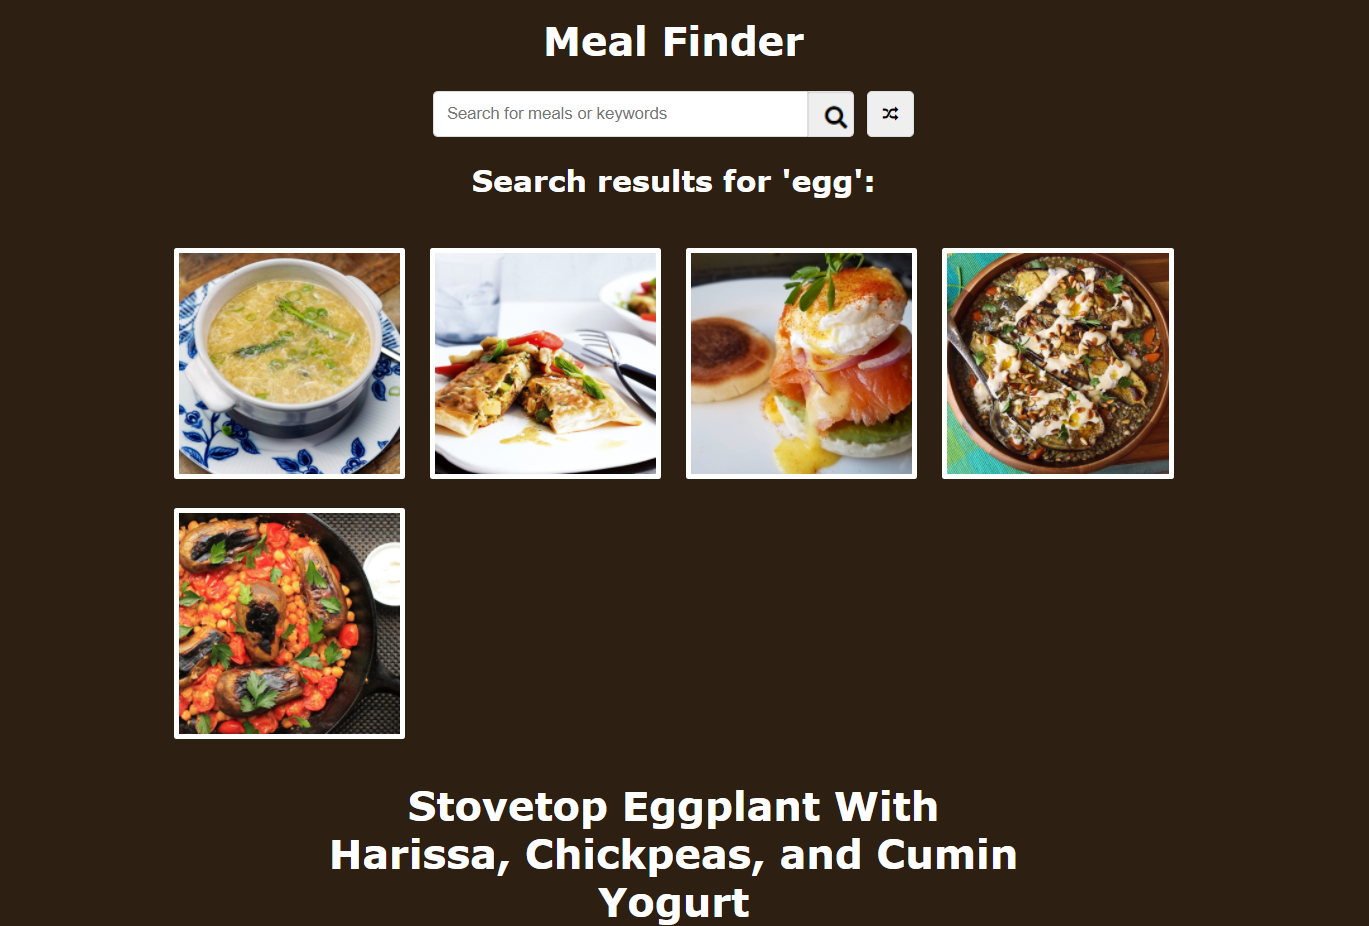 Meal Finder
Search for meals or keywords
Search results for 'egg':
Stovetop Eggplant With
Harissa, Chickpeas, and Cumin
Yogurt